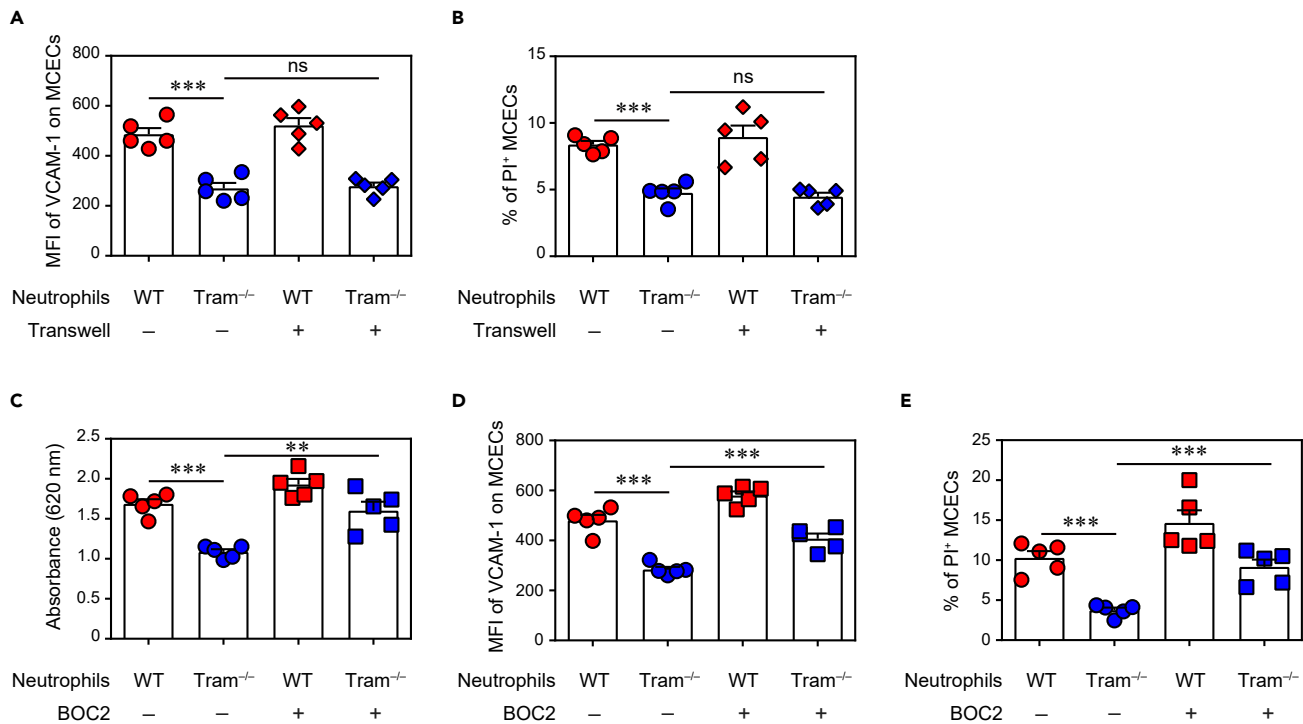 A
B
MFI of VCAM-1 on MCECs
800
600
400
200
0
***
ns
% of PI⁺ MCECs
15
10
5
0
***
ns
Neutrophils WT Tram⁻/⁻ WT Tram⁻/⁻
Transwell – – + +
Neutrophils WT Tram⁻/⁻ WT Tram⁻/⁻
Transwell – – + +
C
D
E
Absorbance (620 nm)
2.5
2.0
1.5
1.0
0.5
0
***
**
MFI of VCAM-1 on MCECs
800
600
400
200
0
***
***
% of PI⁺ MCECs
25
20
15
10
5
0
***
***
Neutrophils WT Tram⁻/⁻ WT Tram⁻/⁻
BOC2 – – + +
Neutrophils WT Tram⁻/⁻ WT Tram⁻/⁻
BOC2 – – + +
Neutrophils WT Tram⁻/⁻ WT Tram⁻/⁻
BOC2 – – + +